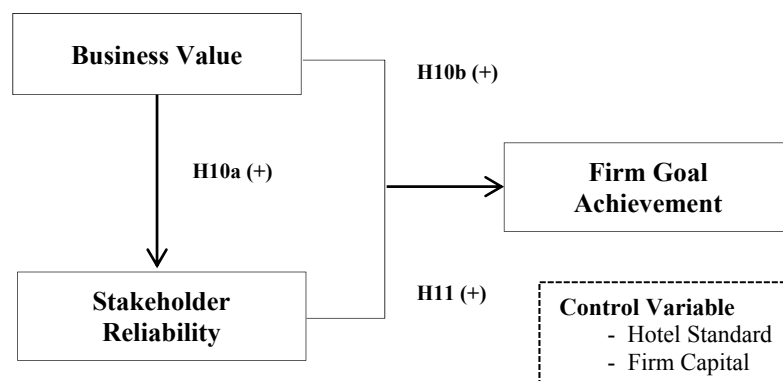 Business Value
H10b (+)
H10a (+)
Firm Goal
Achievement
Stakeholder
Reliability
H11 (+)
Control Variable
- Hotel Standard
- Firm Capital